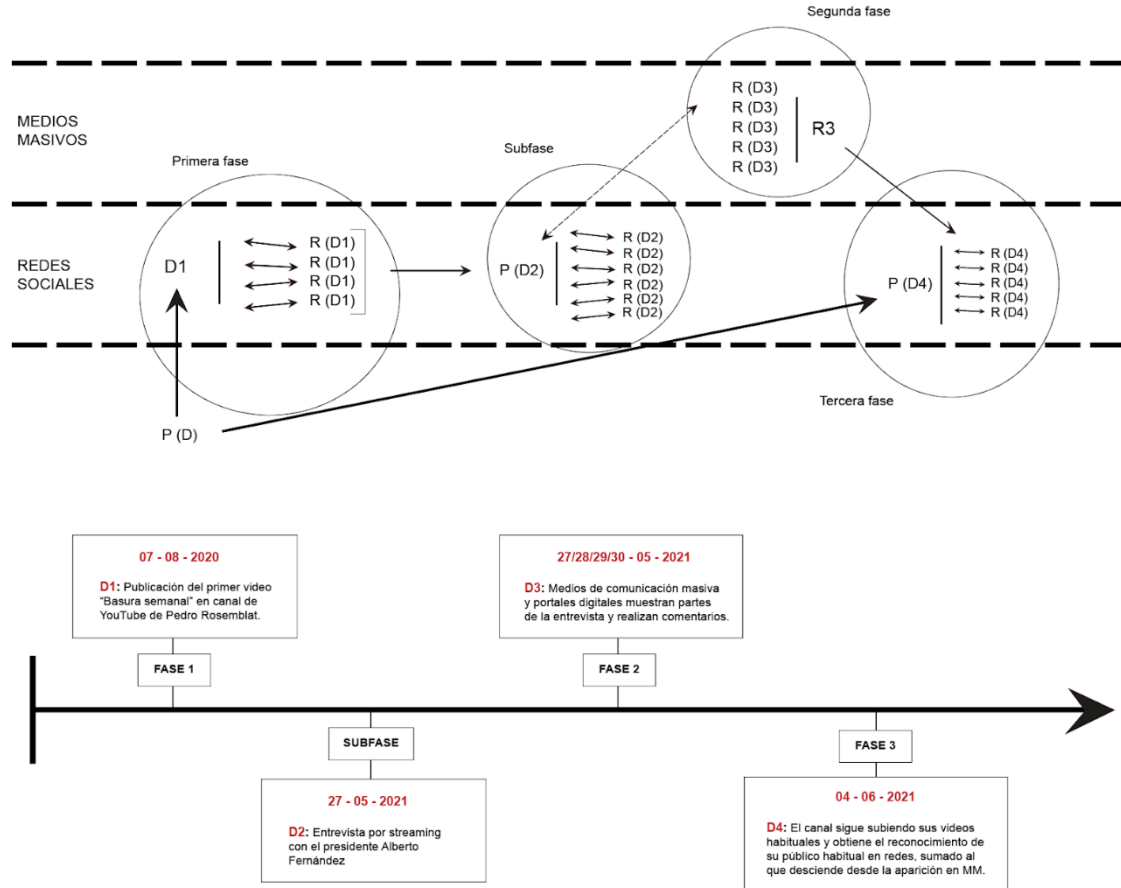 Segunda fase
MEDIOS
MASIVOS
R (D3)
R (D3)
R (D3)
R (D3)
R (D3)
R3
Primera fase
Subfase
REDES
SOCIALES
D1
R (D1)
R (D1)
R (D1)
R (D1)
P (D2)
R (D2)
R (D2)
R (D2)
R (D2)
R (D2)
R (D2)
P (D4)
R (D4)
R (D4)
R (D4)
R (D4)
R (D4)
Tercera fase
P (D)
07 - 08 - 2020
D1: Publicación del primer video
“Basura semanal” en canal de
YouTube de Pedro Rosemblat.
27/28/29/30 - 05 - 2021
D3: Medios de comunicación masiva
y portales digitales muestran partes
de la entrevista y realizan comentarios.
FASE 1
FASE 2
SUBFASE
FASE 3
27 - 05 - 2021
D2: Entrevista por streaming
con el presidente Alberto
Fernández
04 - 06 - 2021
D4: El canal sigue subiendo sus videos
habituales y obtiene el reconocimiento de
su público habitual en redes, sumado al
que desciende desde la aparición en MM.